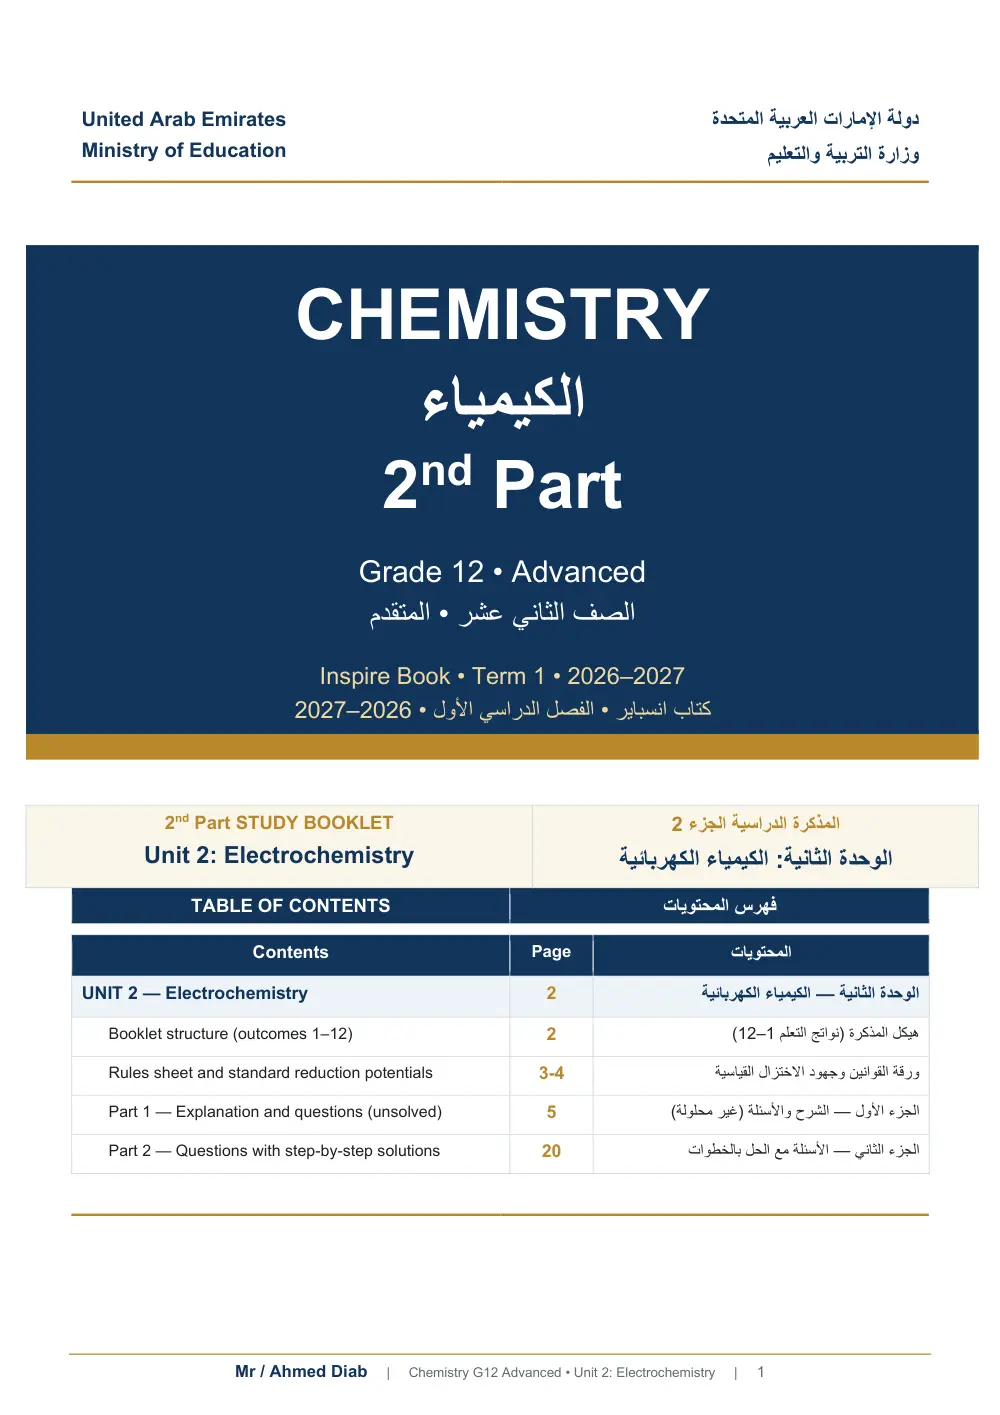 United Arab Emirates
دولة الإمارات العربية المتحدة
Ministry of Education
وزارة التربية والتعليم
CHEMISTRY
الكيمياء
2nd Part
Grade 12 • Advanced
الصف الثاني عشر • المتقدم
Inspire Book • Term 1 • 2026–2027
كتاب انسباير • الفصل الدراسي الأول • 2026–2027
2nd Part STUDY BOOKLET
المذكرة الدراسية الجزء 2
Unit 2: Electrochemistry
الوحدة الثانية: الكيمياء الكهربائية
TABLE OF CONTENTS
فهرس المحتويات
Contents Page المحتويات
UNIT 2 — Electrochemistry 2 الوحدة الثانية — الكيمياء الكهربائية
Booklet structure (outcomes 1–12) 2 هيكل المذكرة (نواتج التعلم 1–12)
Rules sheet and standard reduction potentials 3-4 ورقة القوانين وجهود الاختزال القياسية
Part 1 — Explanation and questions (unsolved) 5 الجزء الأول — الشرح والأسئلة (غير محلولة)
Part 2 — Questions with step-by-step solutions 20 الجزء الثاني — الأسئلة مع الحل بالخطوات
Mr / Ahmed Diab | Chemistry G12 Advanced • Unit 2: Electrochemistry | 1